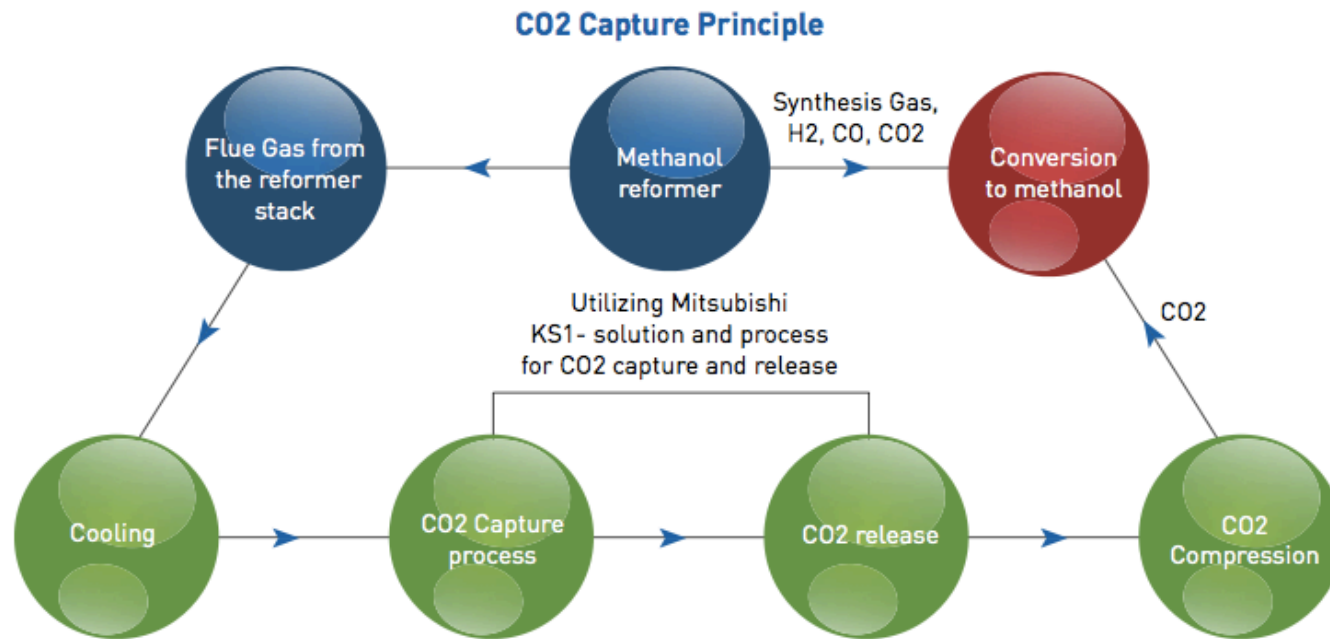 CO2 Capture Principle
Flue Gas from
the reformer
stack
Methanol
reformer
Synthesis Gas,
H2, CO, CO2
Conversion
to methanol
Utilizing Mitsubishi
KS1- solution and process
for CO2 capture and release
CO2
Cooling
CO2 Capture
process
CO2 release
CO2
Compression